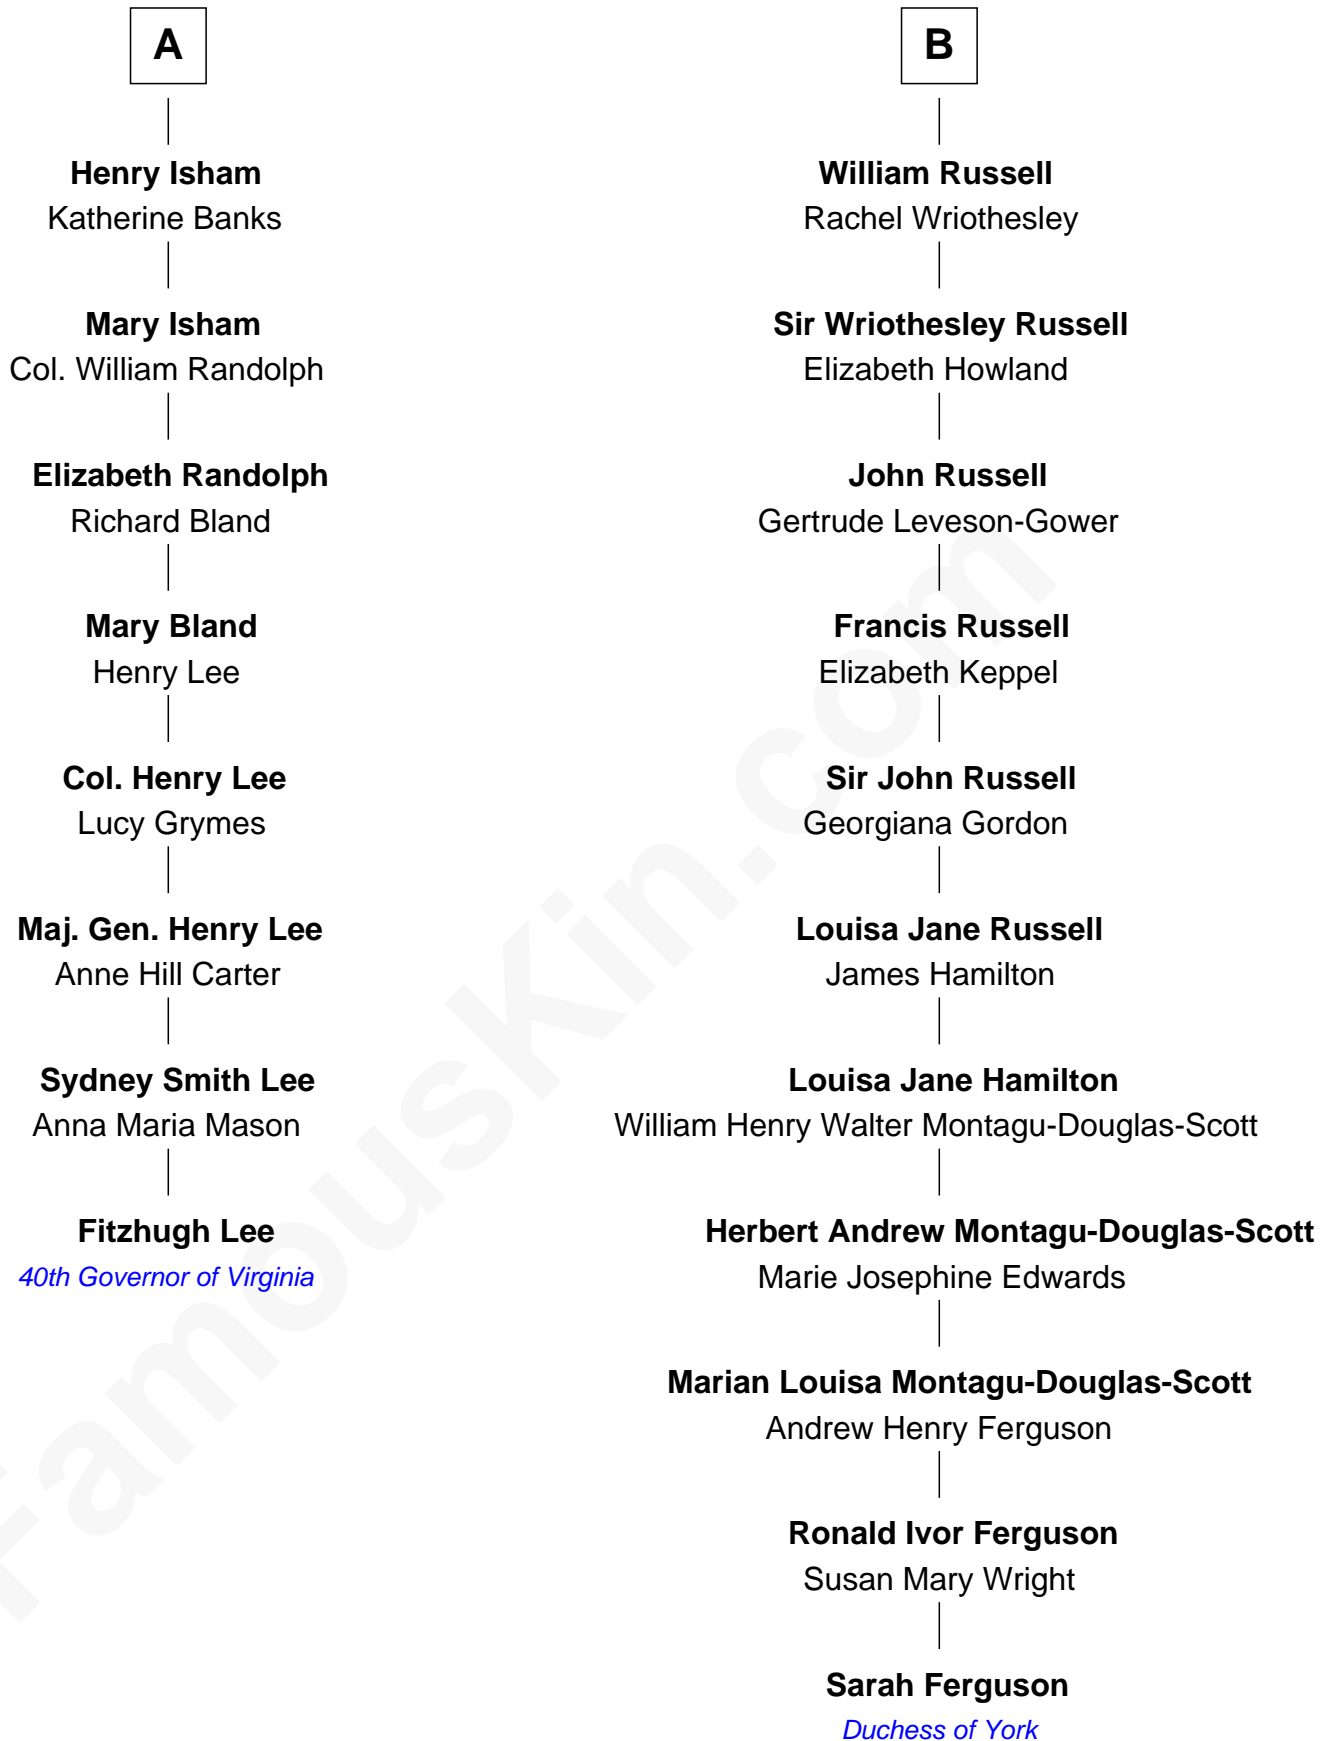 A
Henry Isham
Katherine Banks
Mary Isham
Col. William Randolph
Elizabeth Randolph
Richard Bland
Mary Bland
Henry Lee
Col. Henry Lee
Lucy Grymes
Maj. Gen. Henry Lee
Anne Hill Carter
Sydney Smith Lee
Anna Maria Mason
Fitzhugh Lee
40th Governor of Virginia
B
William Russell
Rachel Wriothesley
Sir Wriothesley Russell
Elizabeth Howland
John Russell
Gertrude Leveson-Gower
Francis Russell
Elizabeth Keppel
Sir John Russell
Georgiana Gordon
Louisa Jane Russell
James Hamilton
Louisa Jane Hamilton
William Henry Walter Montagu-Douglas-Scott
Herbert Andrew Montagu-Douglas-Scott
Marie Josephine Edwards
Marian Louisa Montagu-Douglas-Scott
Andrew Henry Ferguson
Ronald Ivor Ferguson
Susan Mary Wright
Sarah Ferguson
Duchess of York
FamousKin.com